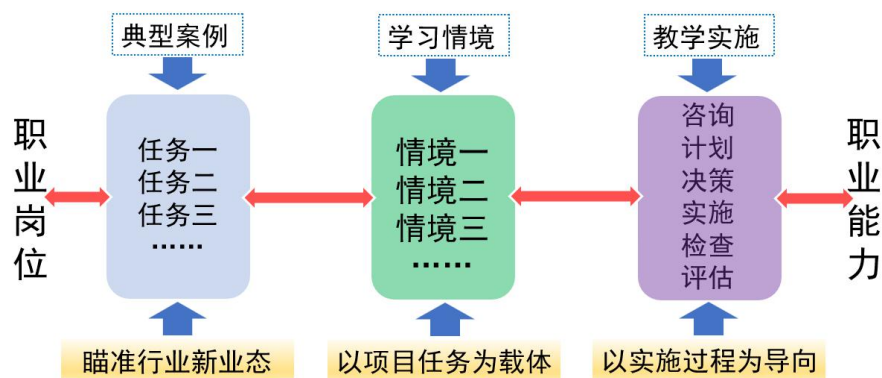 典型案例
学习情境
教学实施
职业岗位
任务一
任务二
任务三
……
情境一
情境二
情境三
……
咨询
计划
决策
实施
检查
评估
职业能力
瞄准行业新业态
以项目任务为载体
以实施过程为导向